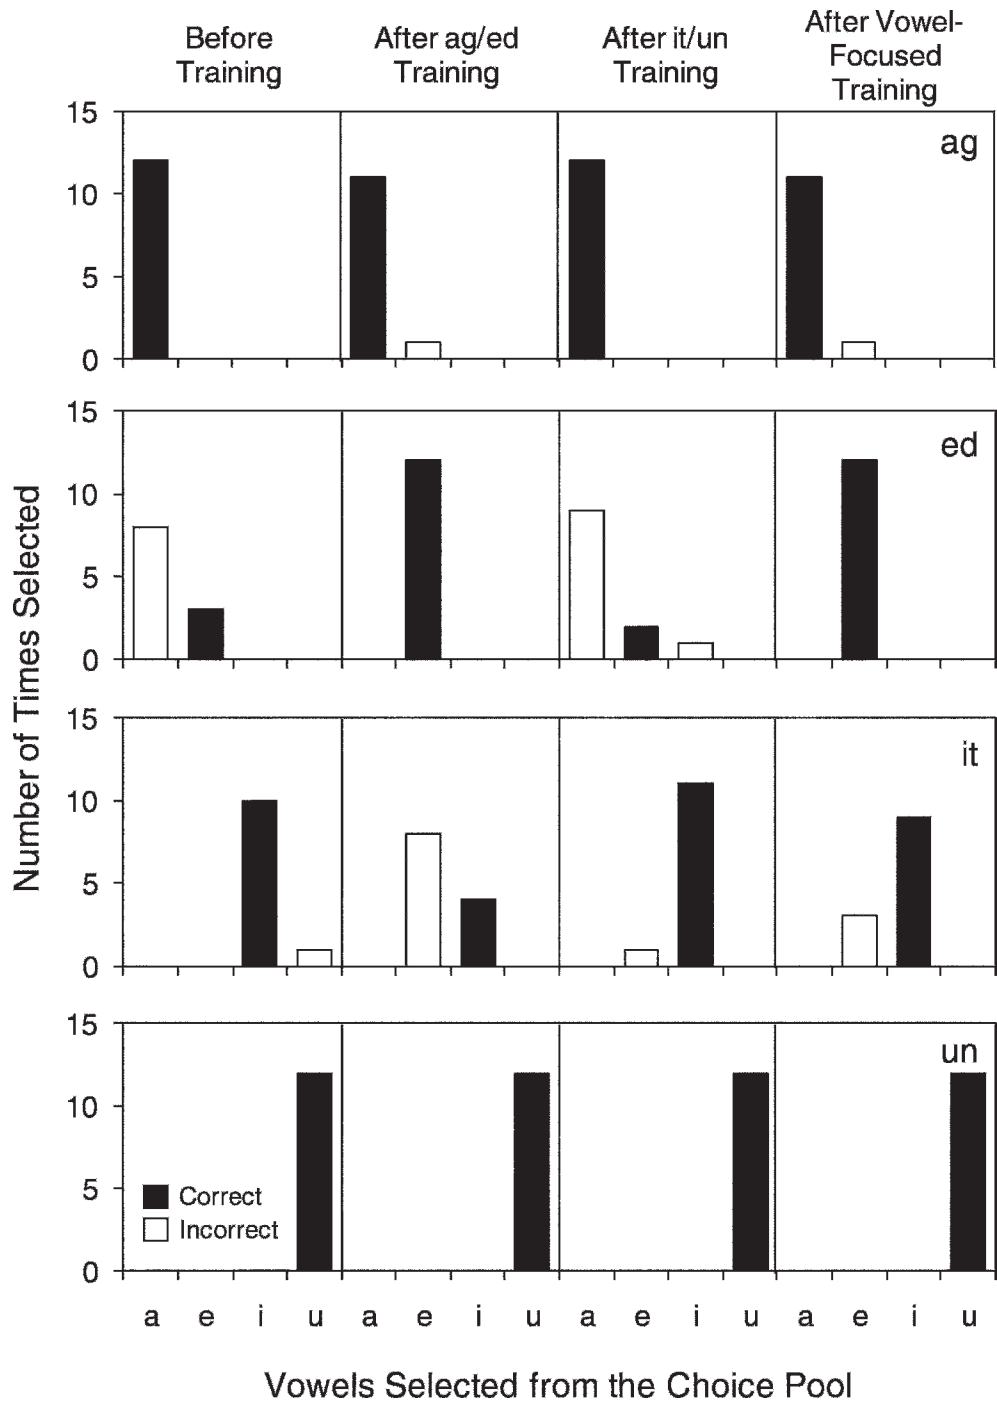 Before
Training
After ag/ed
Training
After it/un
Training
After Vowel-
Focused
Training
15
10
5
0
ag
15
10
5
0
ed
15
10
5
0
it
15
10
5
0
un
Correct
Incorrect
a e i u a e i u a e i u a e i u
Number of Times Selected
Vowels Selected from the Choice Pool